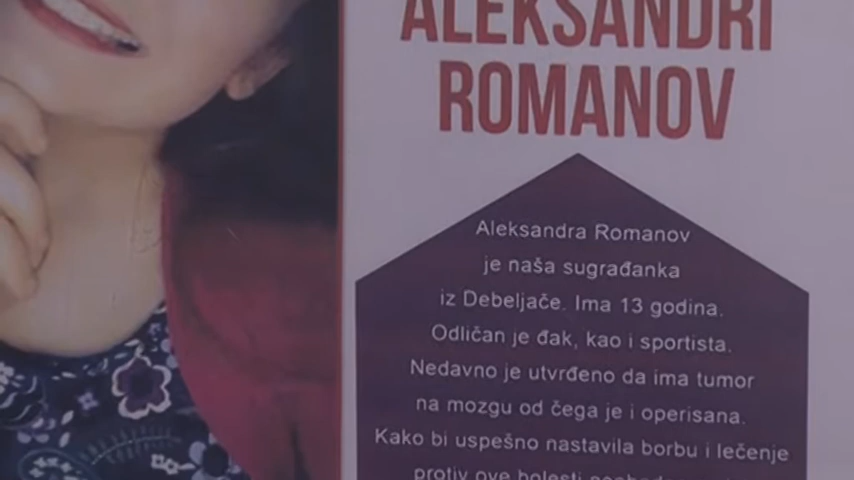 ALEKSANDRI
ROMANOV
Aleksandra Romanov
je naša sugrađanka
iz Debeljače. Ima 13 godina.
Odličan je đak, kao i sportista.
Nedavno je utvrđeno da ima tumor
na mozgu od čega je i operisana.
Kako bi uspešno nastavila borbu i lečenje
protiv ove bolesti